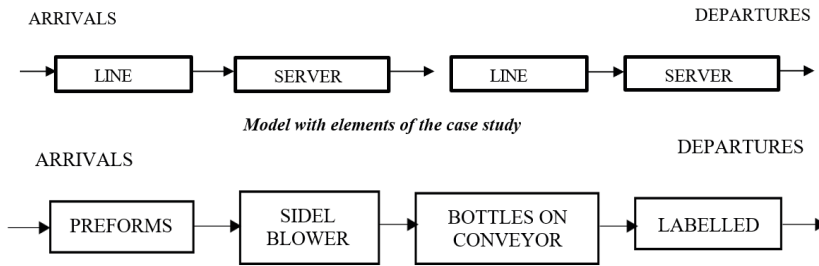 ARRIVALS
DEPARTURES
LINE
SERVER
LINE
SERVER
Model with elements of the case study
ARRIVALS
DEPARTURES
PREFORMS
SIDEL
BLOWER
BOTTLES ON
CONVEYOR
LABELLED